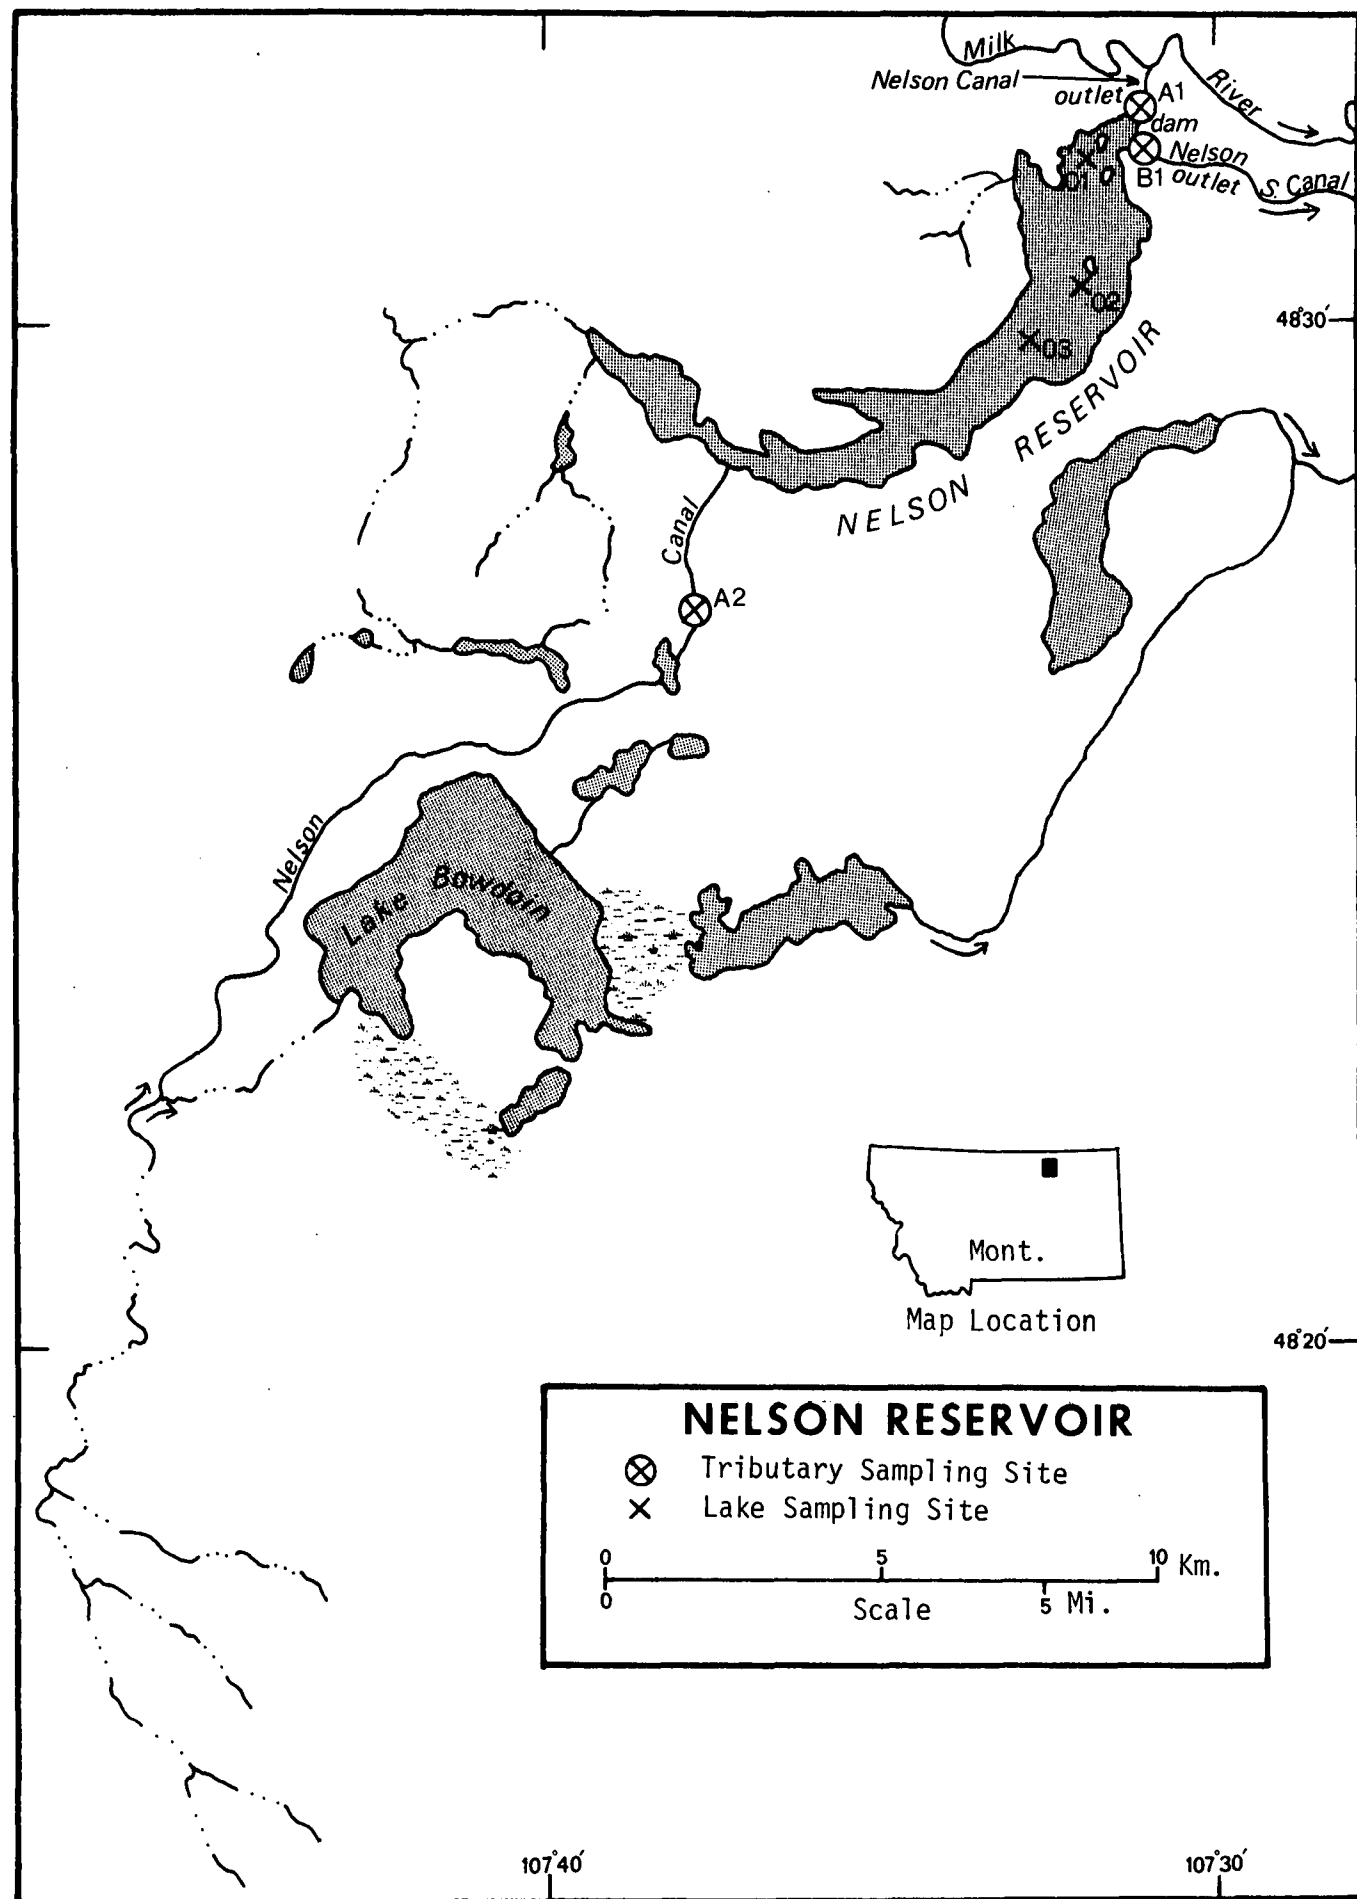 Milk
River
Nelson Canal
outlet
A1
dam
Nelson
outlet
B1
S. Canal
01
02
03
48°30′
NELSON RESERVOIR
Canal
A2
Nelson
Lake Bowdoin
Mont.
Map Location
48°20′
NELSON RESERVOIR
Tributary Sampling Site
Lake Sampling Site
0 5 10 Km.
0 5 Mi.
Scale
107°40′
107°30′